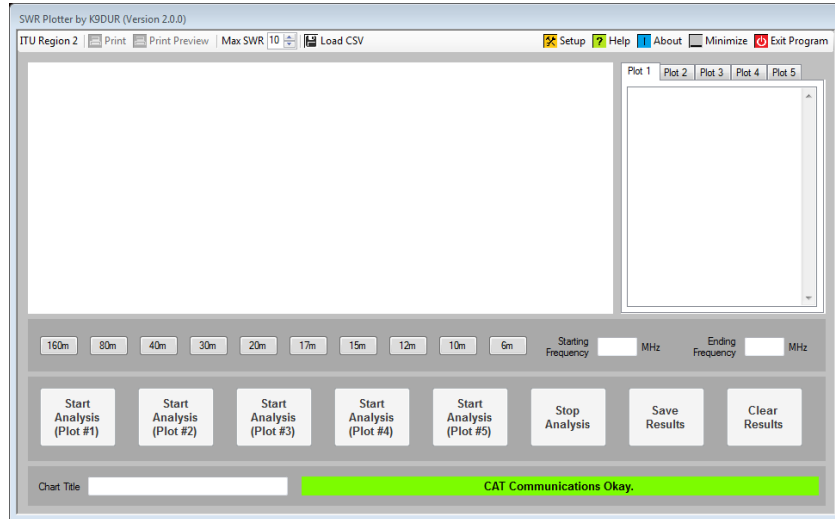 SWR Plotter by K9DUR (Version 2.0.0)
ITU Region 2 Print Print Preview Max SWR 10 Load CSV Setup Help About Minimize Exit Program
Plot 1 Plot 2 Plot 3 Plot 4 Plot 5
160m 80m 40m 30m 20m 17m 15m 12m 10m 6m
Starting
Frequency
MHz
Ending
Frequency
MHz
Start
Analysis
(Plot #1)
Start
Analysis
(Plot #2)
Start
Analysis
(Plot #3)
Start
Analysis
(Plot #4)
Start
Analysis
(Plot #5)
Stop
Analysis
Save
Results
Clear
Results
Chart Title
CAT Communications Okay.